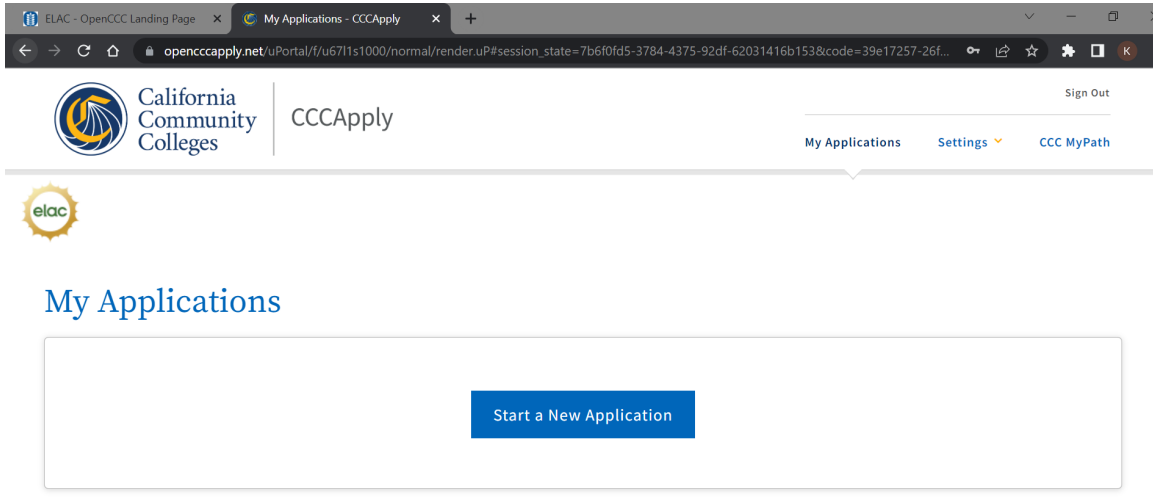 ELAC - OpenCCC Landing Page
My Applications - CCCApply
opencccapply.net/uPortal/f/u67l1s1000/normal/render.uP#session_state=7b6f0fd5-3784-4375-92df-62031416b153&code=39e17257-26f...
K
California
Community
Colleges
CCCApply
Sign Out
My Applications Settings CCC MyPath
elac
My Applications
Start a New Application